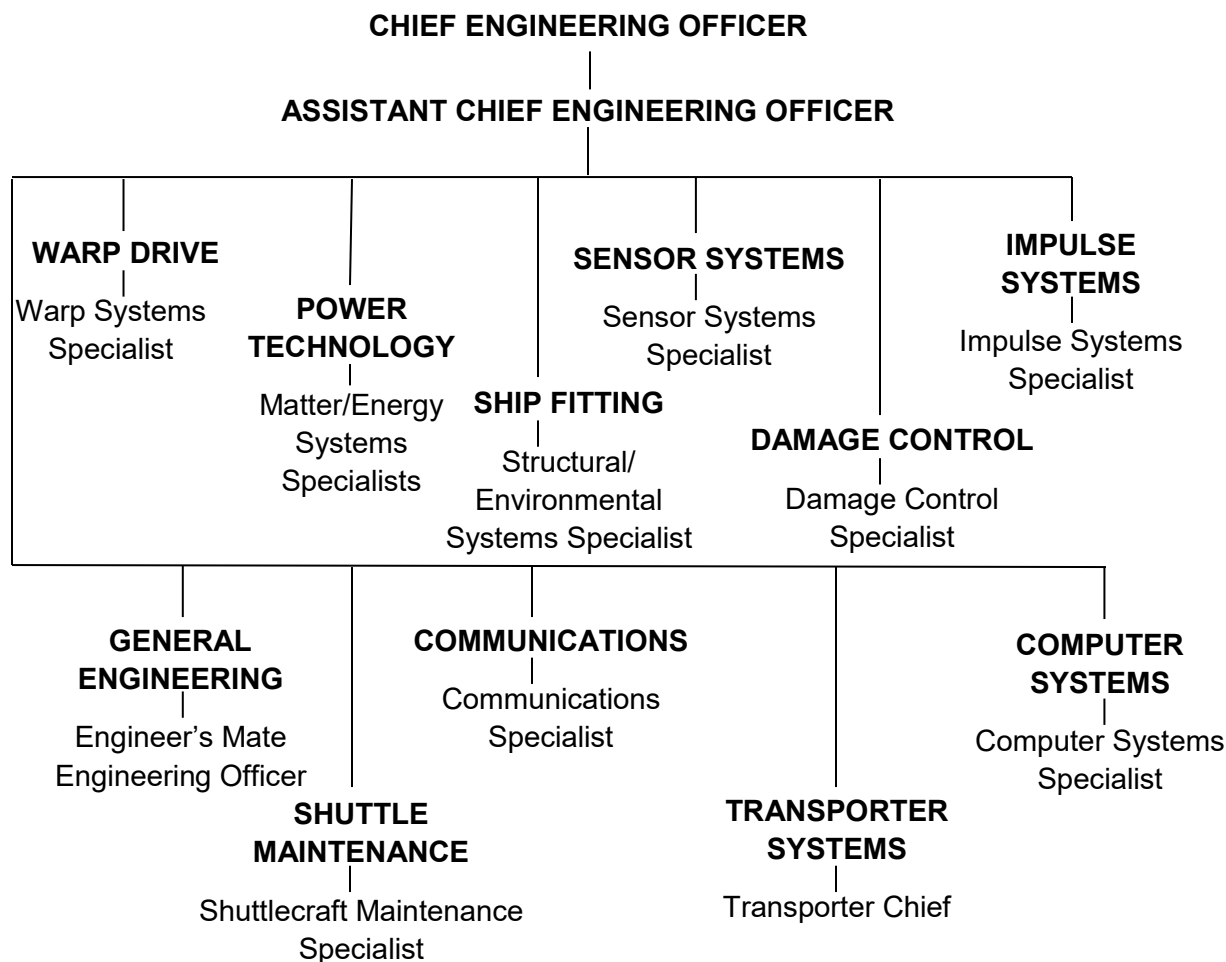 CHIEF ENGINEERING OFFICER
ASSISTANT CHIEF ENGINEERING OFFICER
WARP DRIVE
Warp Systems
Specialist
POWER
TECHNOLOGY
Matter/Energy
Systems
Specialists
SHIP FITTING
Structural/
Environmental
Systems Specialist
SENSOR SYSTEMS
Sensor Systems
Specialist
DAMAGE CONTROL
Damage Control
Specialist
IMPULSE
SYSTEMS
Impulse Systems
Specialist
GENERAL
ENGINEERING
Engineer’s Mate
Engineering Officer
SHUTTLE
MAINTENANCE
Shuttlecraft Maintenance
Specialist
COMMUNICATIONS
Communications
Specialist
TRANSPORTER
SYSTEMS
Transporter Chief
COMPUTER
SYSTEMS
Computer Systems
Specialist